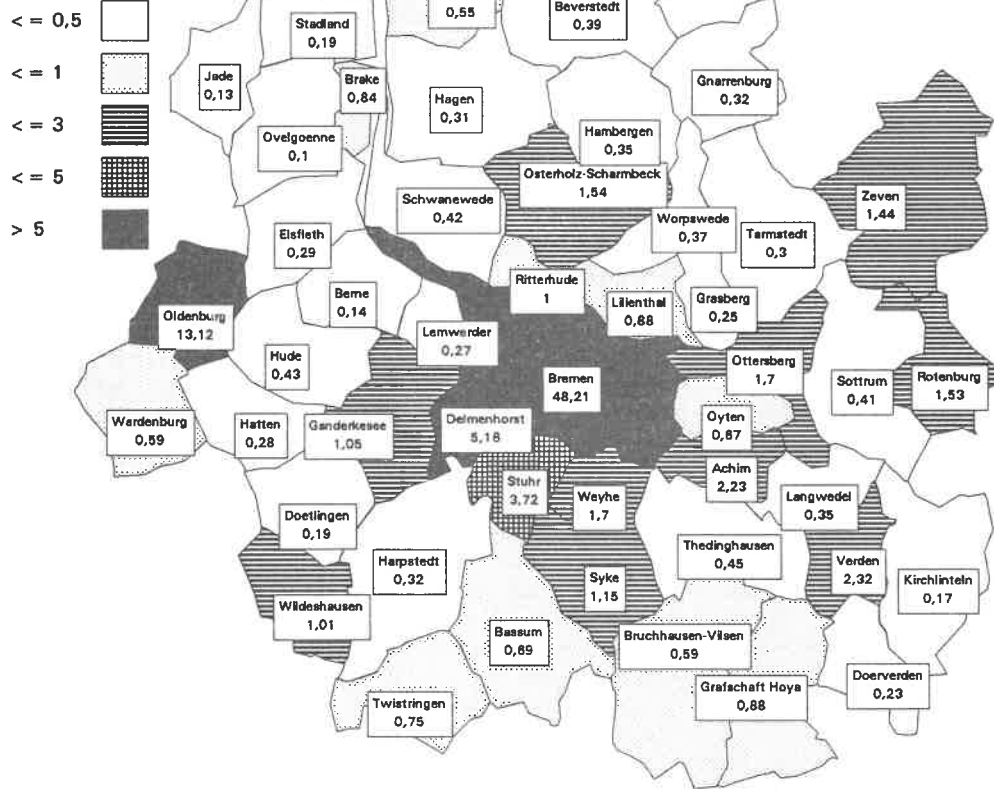 < = 0,5
< = 1
< = 3
< = 5
> 5
0,55
Beverstedt
0,39
Stadland
0,19
Jade
0,13
Brake
0,84
Hagen
0,31
Gnarrenburg
0,32
Ovelgoenne
0,1
Hambergen
0,35
Osterholz-Scharmbeck
1,54
Schwanewede
0,42
Zeven
1,44
Worpswede
0,37
Tarmstedt
0,3
Elsfleth
0,29
Ritterhude
1
Berne
0,14
Lilienthal
0,88
Grasberg
0,25
Oldenburg
13,12
Lemwerder
0,27
Hude
0,43
Ottersberg
1,7
Bremen
48,21
Sottrum
0,41
Rotenburg
1,53
Wardenburg
0,59
Hatten
0,28
Ganderkesee
1,05
Delmenhorst
5,18
Oyten
0,67
Achim
2,23
Stuhr
3,72
Weyhe
1,7
Langwedel
0,35
Doetlingen
0,19
Thedinghausen
0,45
Harpstedt
0,32
Verden
2,32
Syke
1,15
Kirchlinteln
0,17
Wildeshausen
1,01
Bassum
0,69
Bruchhausen-Vilsen
0,59
Doerverden
0,23
Grafschaft Hoya
0,88
Twistringen
0,75